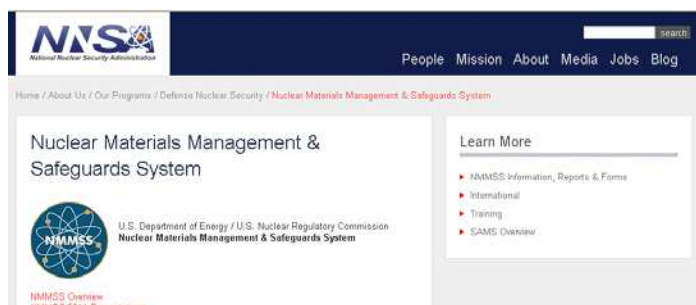 NNSA
National Nuclear Security Administration
search
People Mission About Media Jobs Blog
Home / About Us / Our Programs / Defense Nuclear Security / Nuclear Materials Management & Safeguards System
Nuclear Materials Management &
Safeguards System
NMMSS
U.S. Department of Energy / U.S. Nuclear Regulatory Commission
Nuclear Materials Management & Safeguards System
NMMSS Overview
Learn More
NMMSS Information, Reports & Forms
International
Training
SAMS Overview